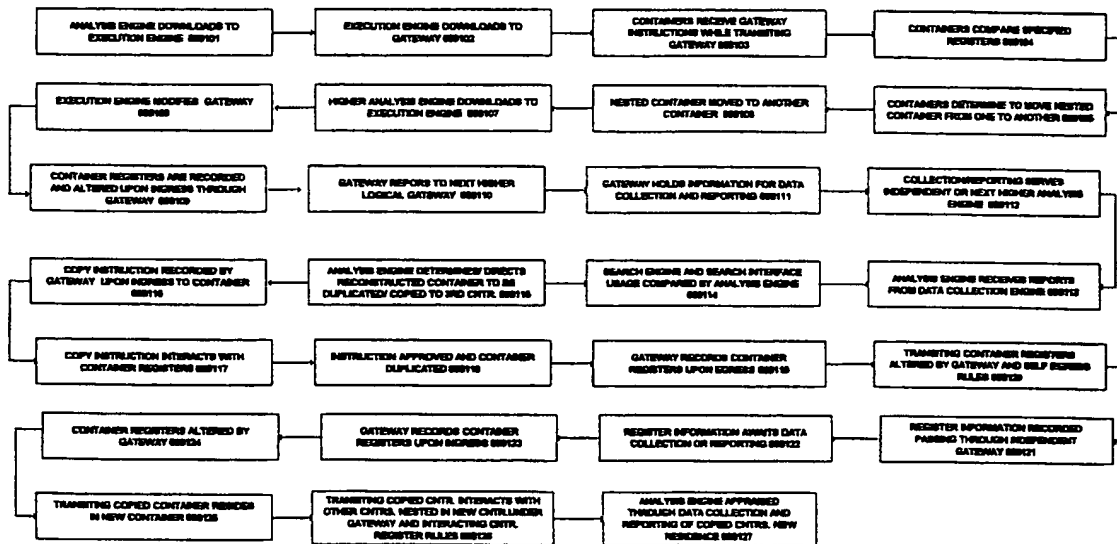 ANALYSIS ENGINE DOWNLOADS TO
EXECUTION ENGINE
EXECUTION ENGINE DOWNLOADS TO
GATEWAY
CONTAINERS RECEIVE GATEWAY
INSTRUCTIONS WHILE TRANSITING
GATEWAY
CONTAINERS COMPARE SPECIFIED
REGISTERS
CONTAINERS DETERMINE TO MOVE NESTED
CONTAINER FROM ONE TO ANOTHER
NESTED CONTAINER MOVED TO ANOTHER
CONTAINER
HIGHER ANALYSIS ENGINE DOWNLOADS TO
EXECUTION ENGINE
EXECUTION ENGINE MODIFIES GATEWAY
CONTAINER REGISTERS ARE RECORDED
AND ALTERED UPON INGRESS THROUGH
GATEWAY
GATEWAY REPORS TO NEXT HIGHER
LOGICAL GATEWAY
GATEWAY HOLDS INFORMATION FOR DATA
COLLECTION AND REPORTING
COLLECTION/REPORTING SERVES
INDEPENDENT OR NEXT HIGHER ANALYSIS
ENGINE
ANALYSIS ENGINE RECEIVES REPORTS
FROM DATA COLLECTION ENGINE
SEARCH ENGINE AND SEARCH INTERFACE
USAGE COMPARED BY ANALYSIS ENGINE
ANALYSIS ENGINE DETERMINES/ DIRECTS
RECONSTRUCTED CONTAINER TO BE
DUPLICATED/ COPIED TO 3RD CNTR.
COPY INSTRUCTION RECORDED BY
GATEWAY UPON INGRESS TO CONTAINER
COPY INSTRUCTION INTERACTS WITH
CONTAINER REGISTERS
INSTRUCTION APPROVED AND CONTAINER
DUPLICATED
GATEWAY RECORDS CONTAINER
REGISTERS UPON EGRESS
TRANSITING CONTAINER REGISTERS
ALTERED BY GATEWAY AND SELF EGRESS
RULES
REGISTER INFORMATION RECORDED
PASSING THROUGH INDEPENDENT
GATEWAY
REGISTER INFORMATION AWAITS DATA
COLLECTION OR REPORTING
GATEWAY RECORDS CONTAINER
REGISTERS UPON INGRESS
CONTAINER REGISTERS ALTERED BY
GATEWAY
TRANSITING COPIED CONTAINER RESIDES
IN NEW CONTAINER
TRANSITING COPIED CNTR. INTERACTS WITH
OTHER CNTRS. NESTED IN NEW CNTR.UNDER
GATEWAY AND INTERACTING CNTR.
REGISTER RULES
ANALYSIS ENGINE APPRAISED
THROUGH DATA COLLECTION AND
REPORTING OF COPIED CNTRS. NEW
RESIDENCE